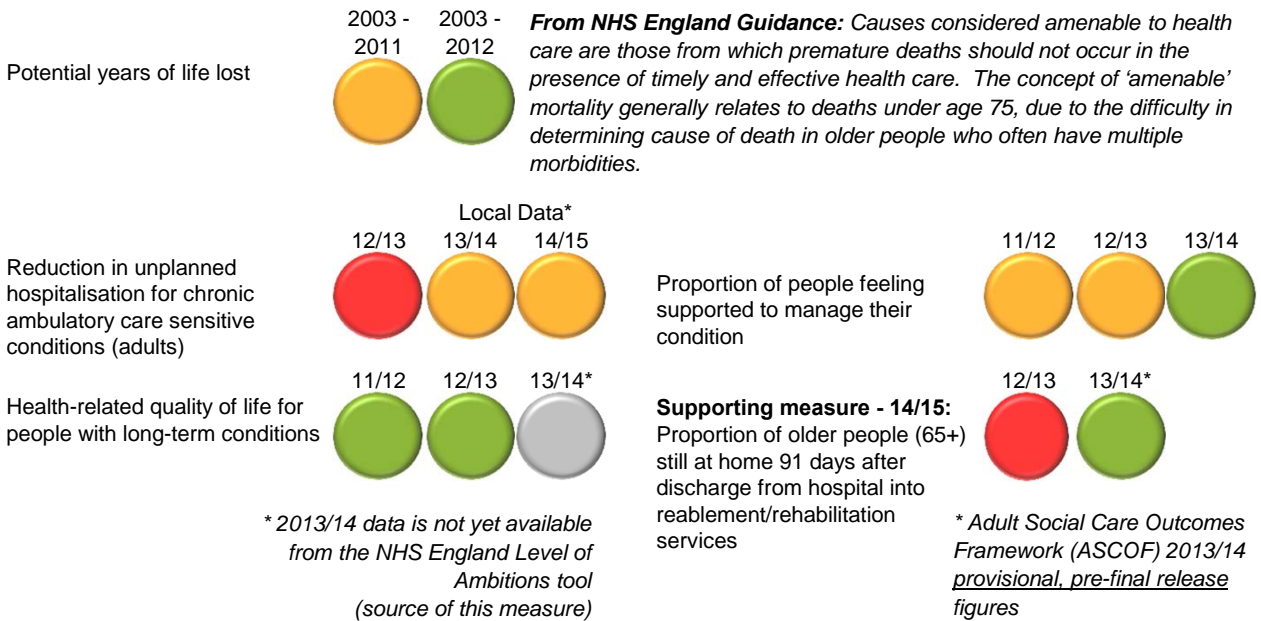 2003 -
2011
2003 -
2012
Potential years of life lost
From NHS England Guidance: Causes considered amenable to health
care are those from which premature deaths should not occur in the
presence of timely and effective health care. The concept of ‘amenable’
mortality generally relates to deaths under age 75, due to the difficulty in
determining cause of death in older people who often have multiple
morbidities.
Local Data*
12/13 13/14 14/15
Reduction in unplanned
hospitalisation for chronic
ambulatory care sensitive
conditions (adults)
11/12 12/13 13/14
Proportion of people feeling
supported to manage their
condition
11/12 12/13 13/14*
Health-related quality of life for
people with long-term conditions
* 2013/14 data is not yet available
from the NHS England Level of
Ambitions tool
(source of this measure)
12/13 13/14*
Supporting measure - 14/15:
Proportion of older people (65+)
still at home 91 days after
discharge from hospital into
reablement/rehabilitation
services
* Adult Social Care Outcomes
Framework (ASCOF) 2013/14
provisional, pre-final release
figures